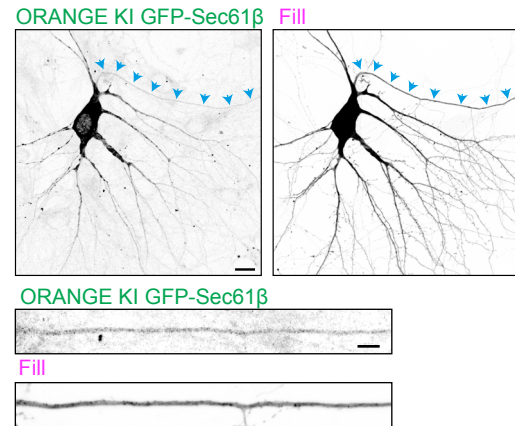 ORANGE KI GFP-Sec61β Fill
ORANGE KI GFP-Sec61β
Fill